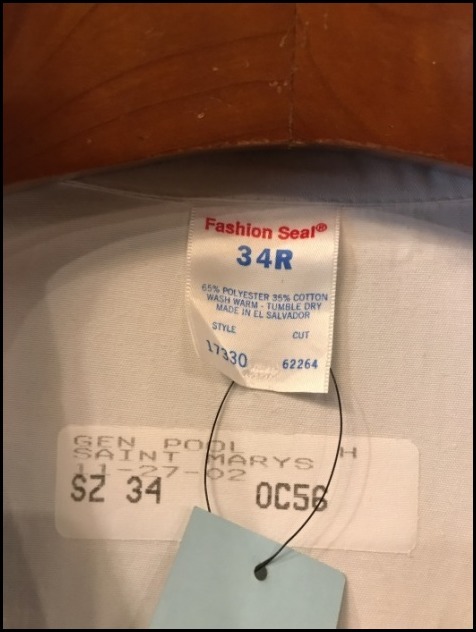 Fashion Seal®
34R
65% POLYESTER 35% COTTON
WASH WARM - TUMBLE DRY
MADE IN EL SALVADOR
STYLE CUT
17330 62264
GEN POOL H
SAINT MARYS
11-27-02
SZ 34 OC56